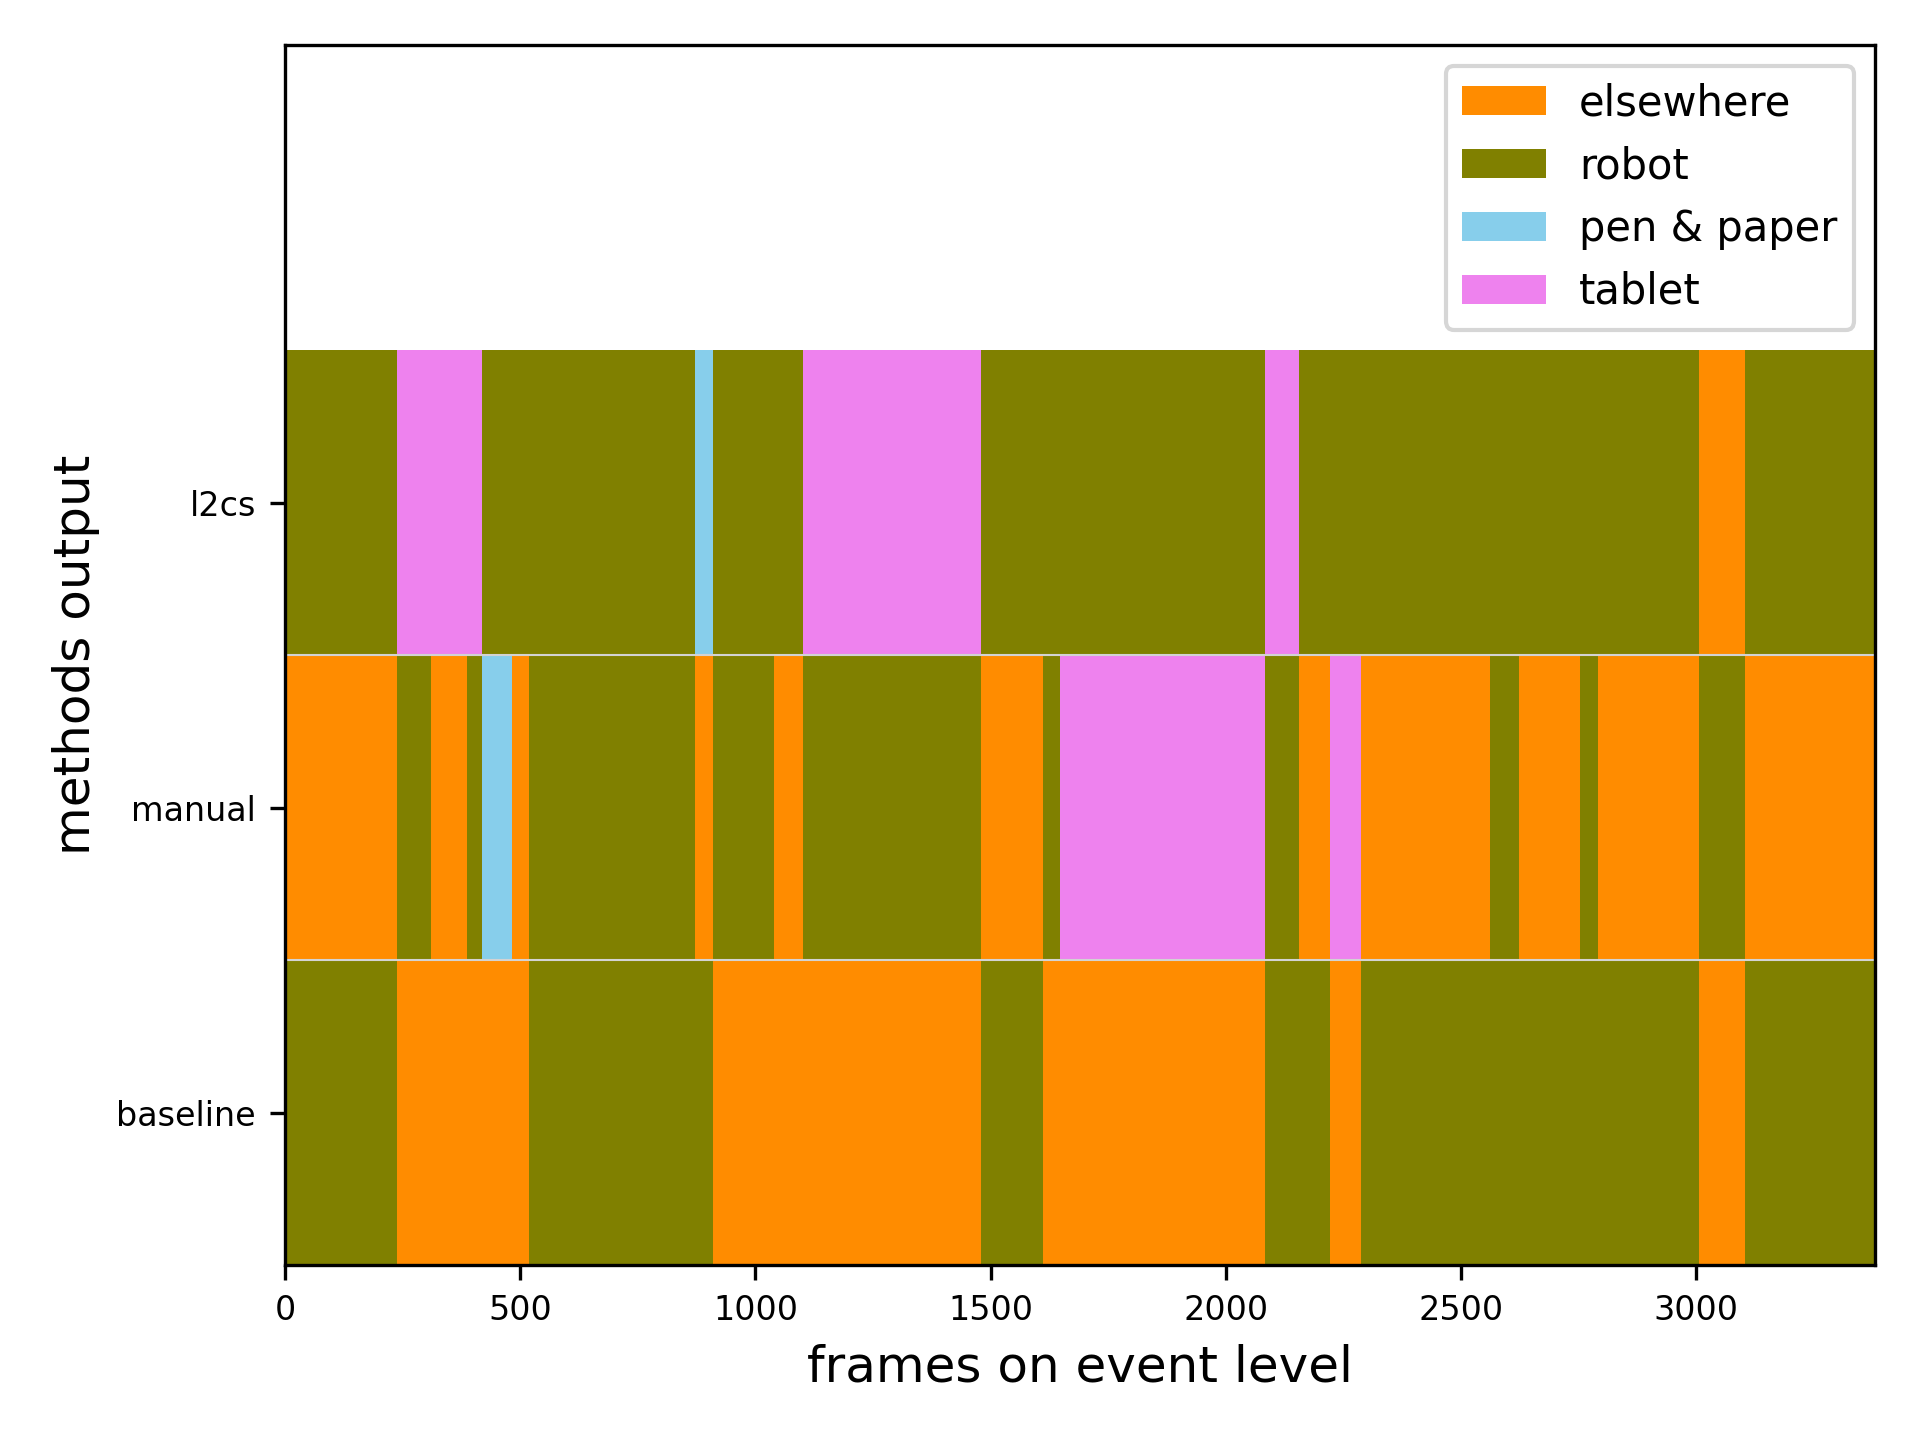 elsewhere
robot
pen & paper
tablet
methods output
l2cs
manual
baseline
0 500 1000 1500 2000 2500 3000
frames on event level